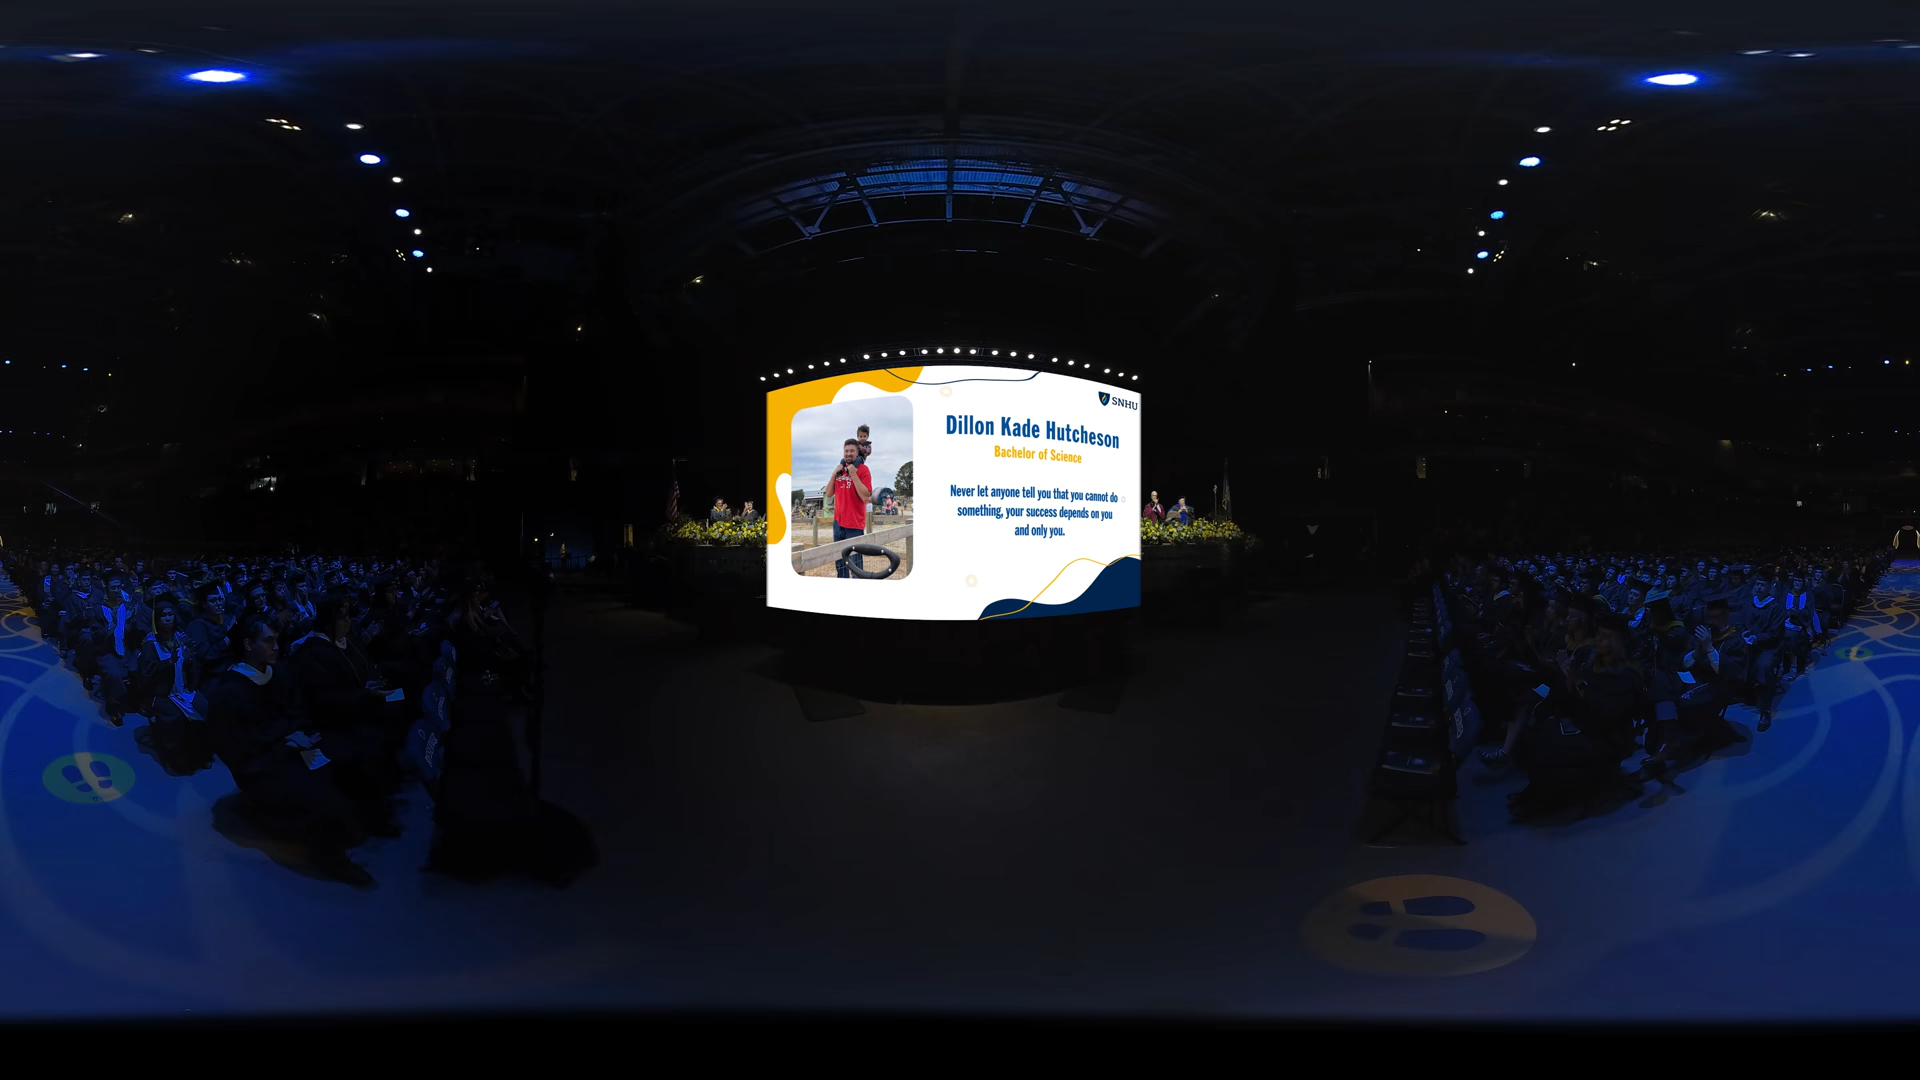 SNHU
Dillon Kade Hutcheson
Bachelor of Science
Never let anyone tell you that you cannot do
something, your success depends on you
and only you.